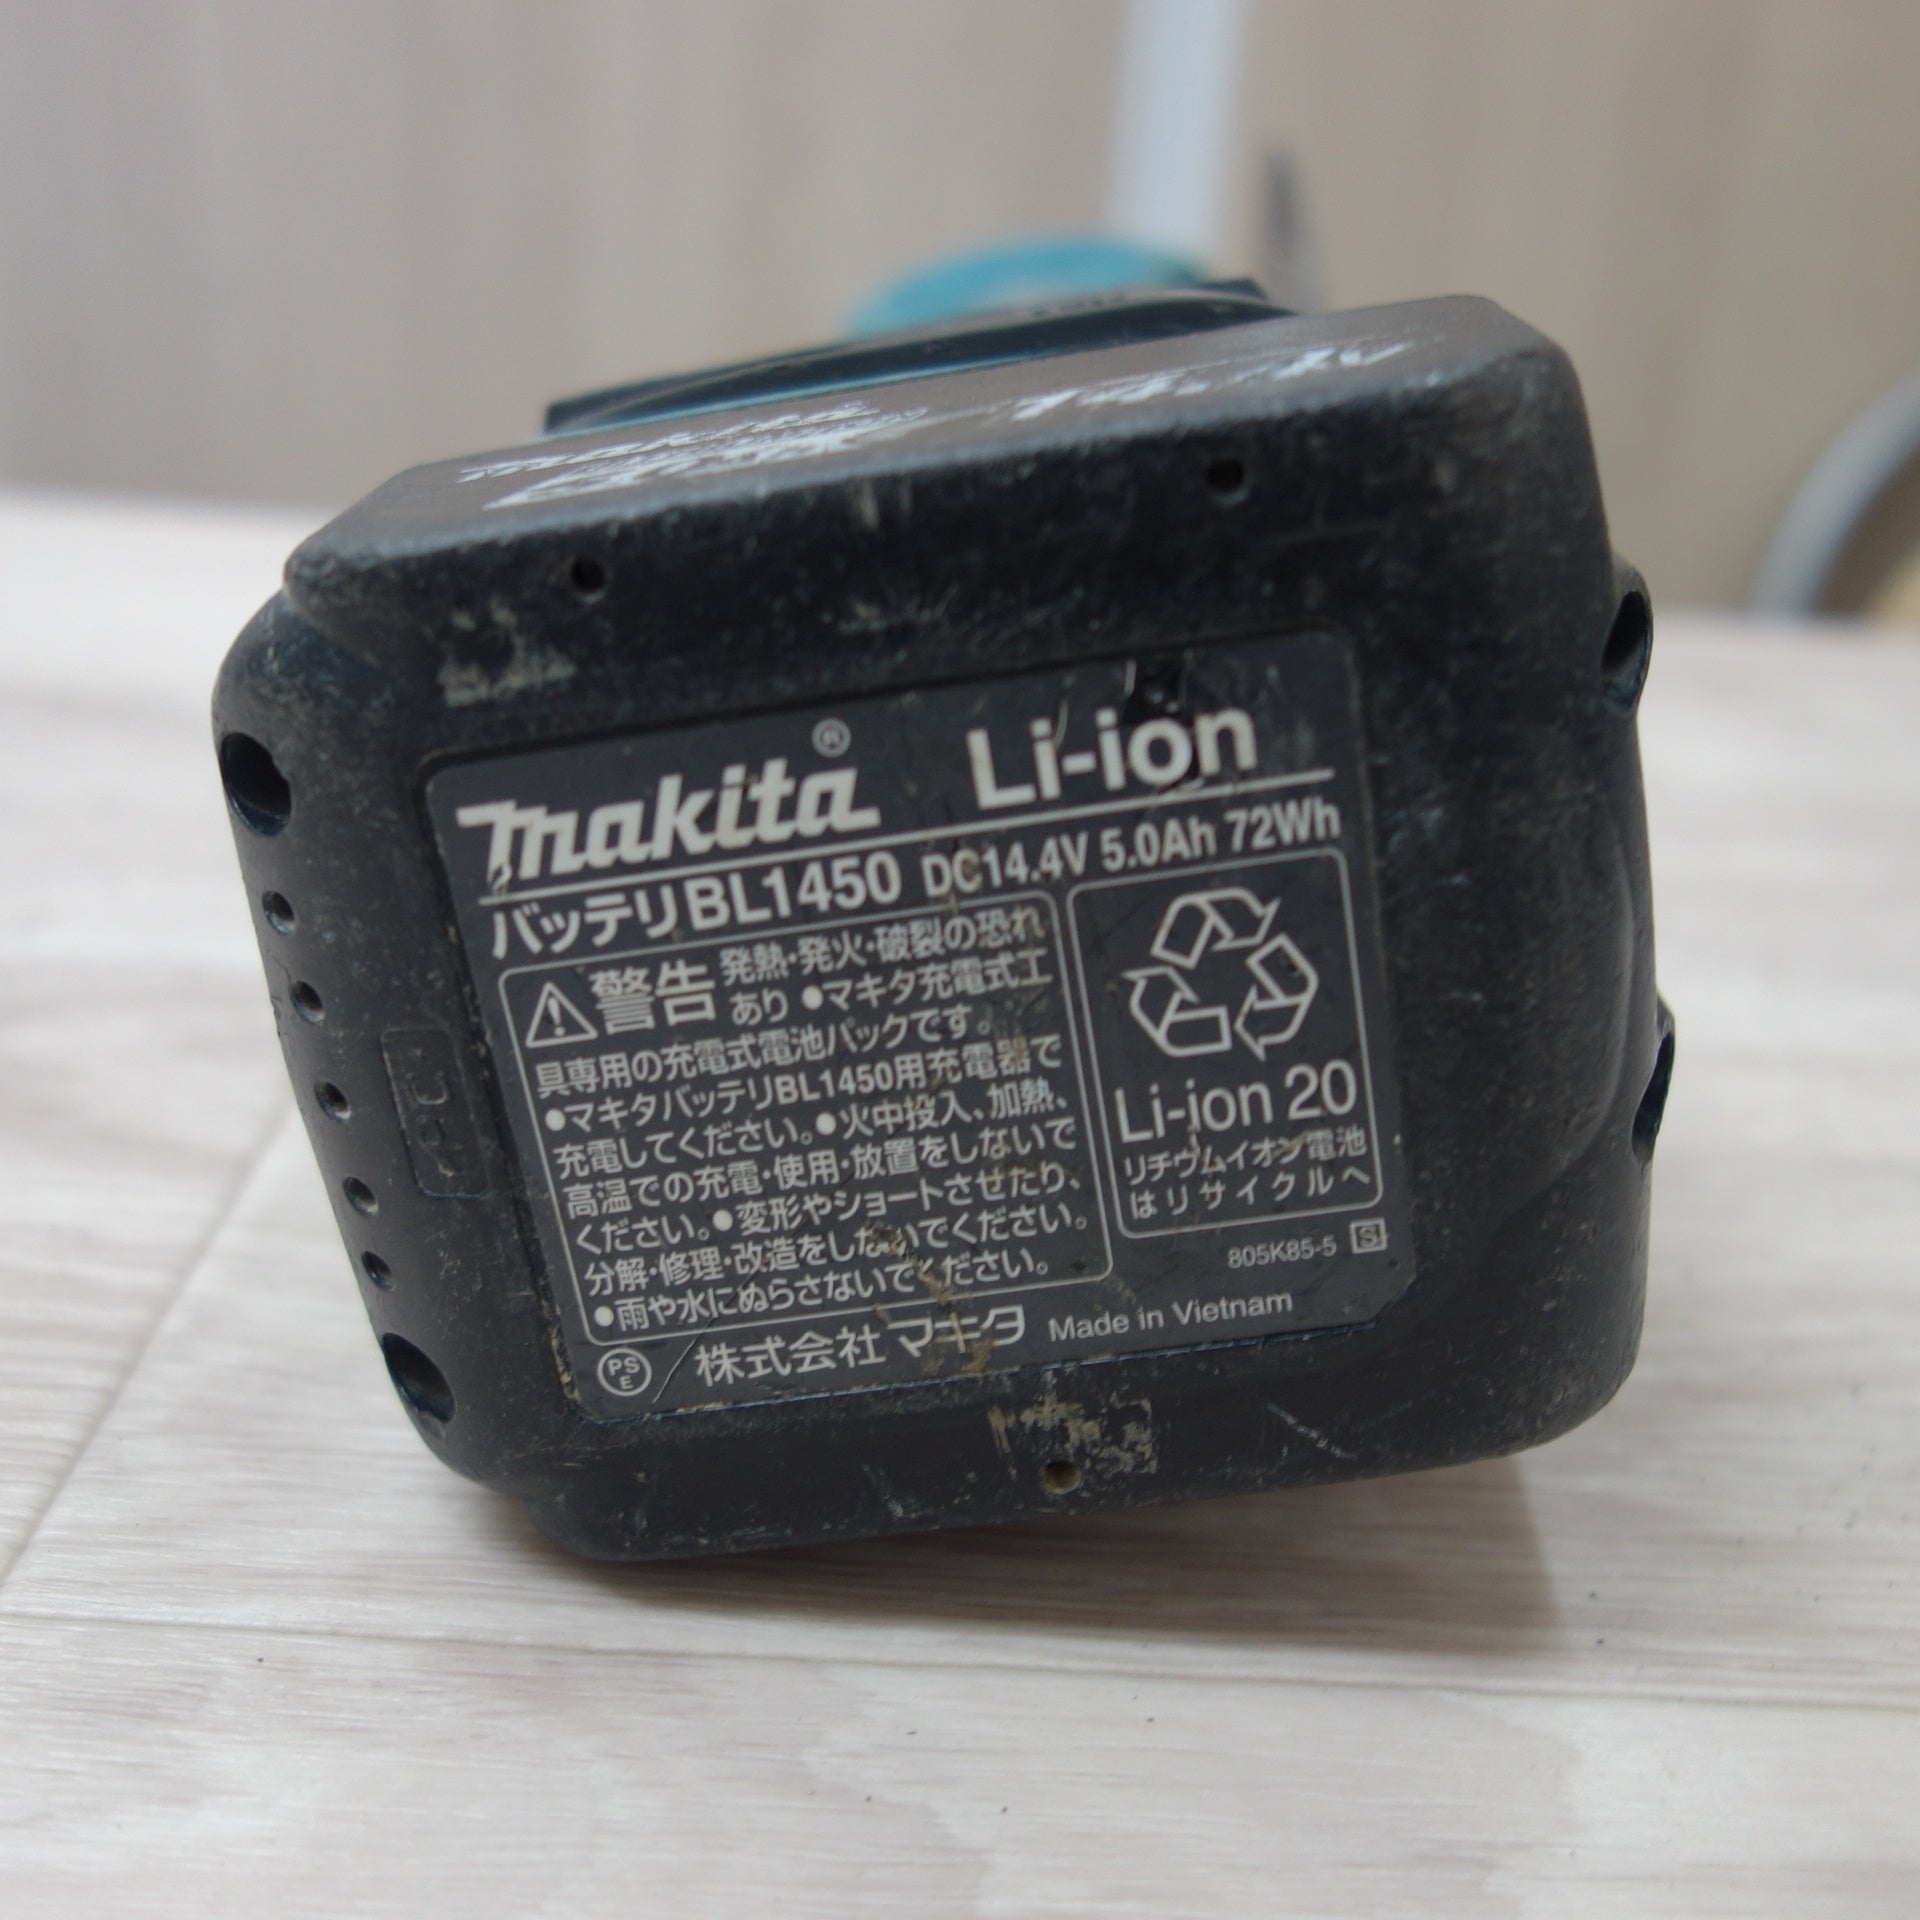 makita® Li-ion
バッテリBL1450 DC14.4V 5.0Ah 72Wh
⚠警告 発熱・発火・破裂の恐れ
あり ●マキタ充電式工
具専用の充電式電池パックです。
●マキタバッテリBL1450用充電器で
充電してください。●火中投入、加熱、
高温での充電・使用・放置をしないで
ください。●変形やショートさせたり、
分解・修理・改造をしないでください。
●雨や水にぬらさないでください。
Li-ion 20
リチウムイオン電池
はリサイクルへ
805K85-5 S
PSE 株式会社マキタ Made in Vietnam
PC
14.4V